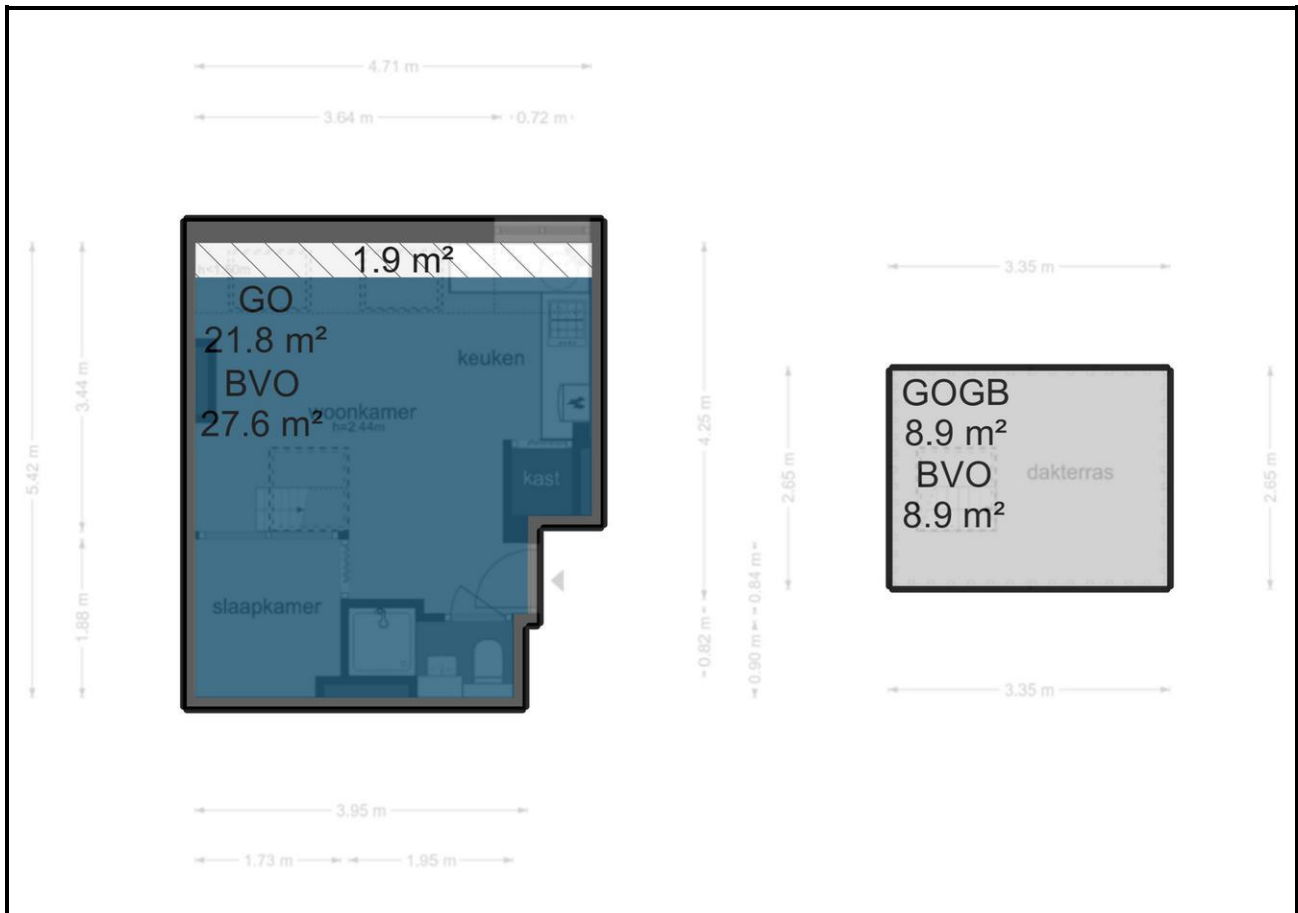 4.71 m
3.64 m
0.72 m
1.9 m²
GO
21.8 m²
BVO
27.6 m²
keuken
woonkamer
h=2.44m
kast
slaapkamer
5.42 m
3.44 m
1.88 m
4.25 m
0.82 m
0.84 m
0.90 m
3.95 m
1.73 m
1.95 m
3.35 m
2.65 m
GOGB
8.9 m²
BVO
8.9 m²
dakterras
2.65 m
3.35 m